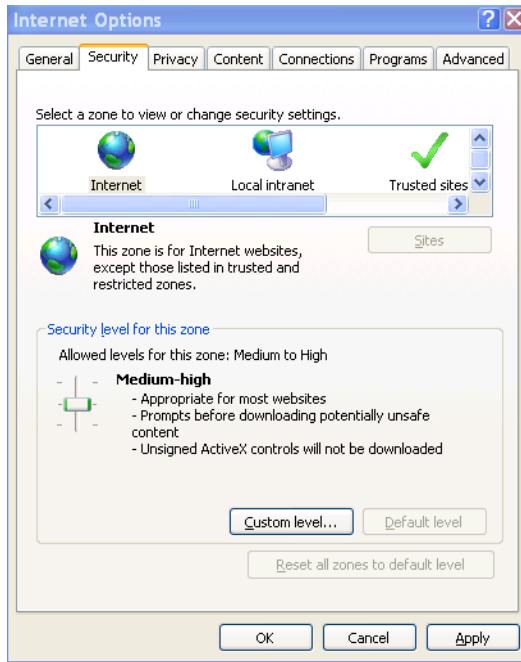 Internet Options
General Security Privacy Content Connections Programs Advanced
Select a zone to view or change security settings.
Internet Local intranet Trusted sites
Internet
This zone is for Internet websites,
except those listed in trusted and
restricted zones.
Sites
Security level for this zone
Allowed levels for this zone: Medium to High
Medium-high
- Appropriate for most websites
- Prompts before downloading potentially unsafe
content
- Unsigned ActiveX controls will not be downloaded
Custom level... Default level
Reset all zones to default level
OK Cancel Apply